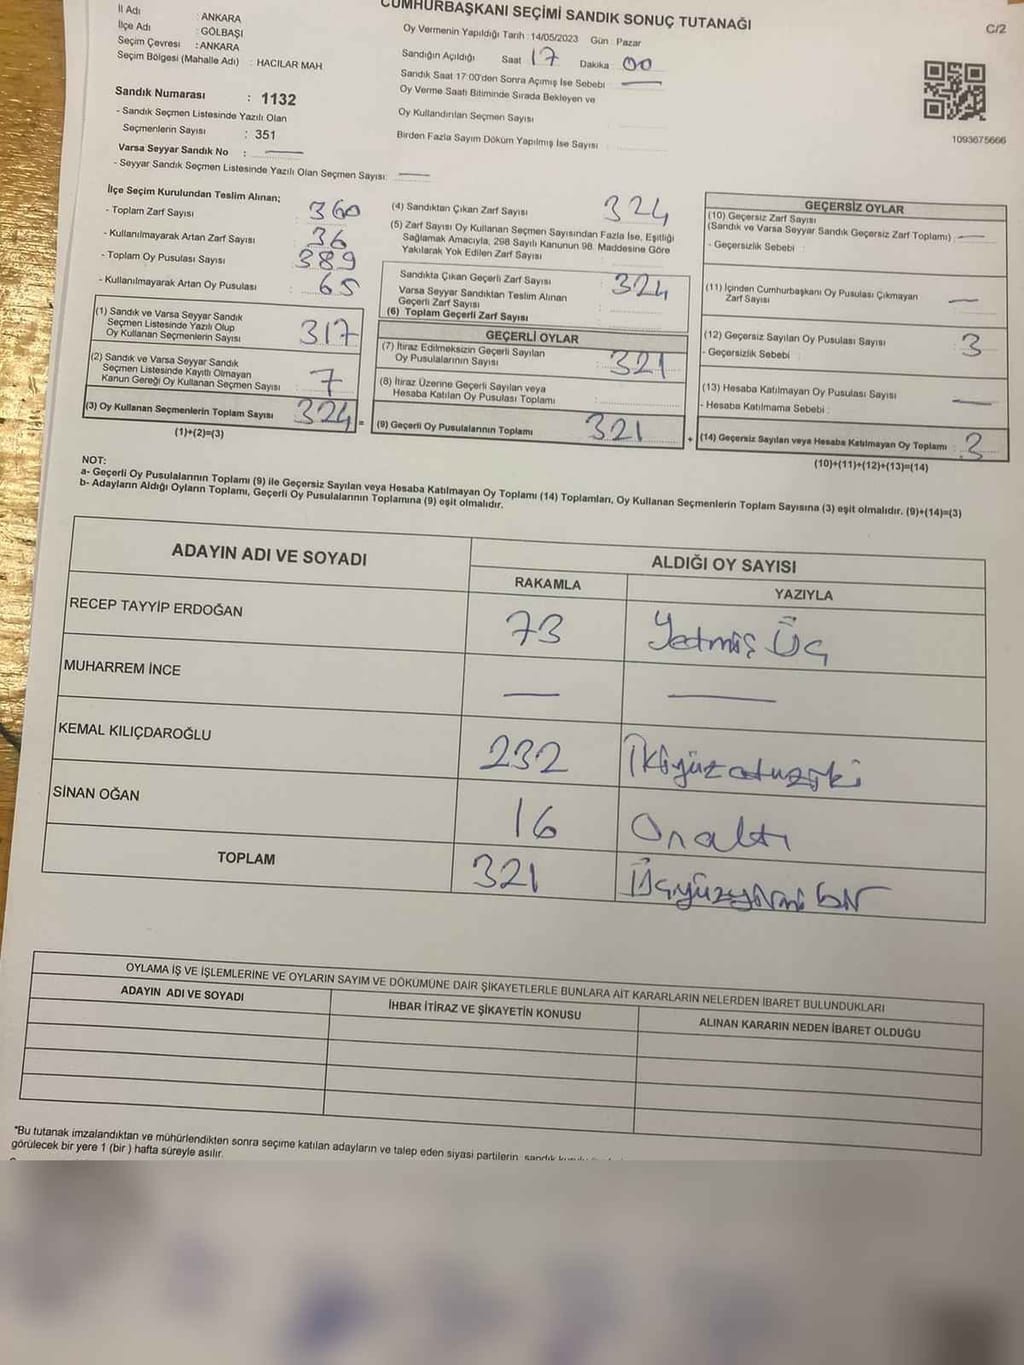 CUMHURBAŞKANI SEÇİMİ SANDIK SONUÇ TUTANAĞI
C/2
İl Adı : ANKARA
İlçe Adı : GÖLBAŞI
Seçim Çevresi : ANKARA
Seçim Bölgesi (Mahalle Adı) : HACILAR MAH
Sandık Numarası : 1132
- Sandık Seçmen Listesinde Yazılı Olan
Seçmenlerin Sayısı : 351
Varsa Seyyar Sandık No : —
- Seyyar Sandık Seçmen Listesinde Yazılı Olan Seçmen Sayısı: —
Oy Vermenin Yapıldığı Tarih : 14/05/2023 Gün : Pazar
Sandığın Açıldığı Saat 17 Dakika : 00
Sandık Saat 17:00'den Sonra Açımış İse Sebebi : —
Oy Verme Saati Bitiminde Sırada Bekleyen ve
Oy Kullandırılan Seçmen Sayısı
Birden Fazla Sayım Döküm Yapılmış İse Sayısı :
1093675666
İlçe Seçim Kurulundan Teslim Alınan;
- Toplam Zarf Sayısı : 360
- Kullanılmayarak Artan Zarf Sayısı : 36
- Toplam Oy Pusulası Sayısı : 389
- Kullanılmayarak Artan Oy Pusulası : 65
(1) Sandık ve Varsa Seyyar Sandık
Seçmen Listesinde Yazılı Olup
Oy Kullanan Seçmenlerin Sayısı : 317
(2) Sandık ve Varsa Seyyar Sandık
Seçmen Listesinde Kayıtlı Olmayan
Kanun Gereği Oy Kullanan Seçmen Sayısı : 7
(3) Oy Kullanan Seçmenlerin Toplam Sayısı : 324 =
(1)+(2)=(3)
(4) Sandıktan Çıkan Zarf Sayısı : 324
(5) Zarf Sayısı Oy Kullanan Seçmen Sayısından Fazla İse, Eşitliği
Sağlamak Amacıyla, 298 Sayılı Kanunun 98. Maddesine Göre
Yakılarak Yok Edilen Zarf Sayısı :
Sandıkta Çıkan Geçerli Zarf Sayısı : 324
Varsa Seyyar Sandıktan Teslim Alınan
Geçerli Zarf Sayısı :
(6) Toplam Geçerli Zarf Sayısı :
GEÇERLİ OYLAR
(7) İtiraz Edilmeksizin Geçerli Sayılan
Oy Pusulalarının Sayısı : 321
(8) İtiraz Üzerine Geçerli Sayılan veya
Hesaba Katılan Oy Pusulası Toplamı :
(9) Geçerli Oy Pusulalarının Toplamı : 321 +
GEÇERSİZ OYLAR
(10) Geçersiz Zarf Sayısı
(Sandık ve Varsa Seyyar Sandık Geçersiz Zarf Toplamı) : —
- Geçersizlik Sebebi :
(11) İçinden Cumhurbaşkanı Oy Pusulası Çıkmayan
Zarf Sayısı : —
(12) Geçersiz Sayılan Oy Pusulası Sayısı : 3
- Geçersizlik Sebebi :
(13) Hesaba Katılmayan Oy Pusulası Sayısı : —
- Hesaba Katılmama Sebebi :
(14) Geçersiz Sayılan veya Hesaba Katılmayan Oy Toplamı : 3
(10)+(11)+(12)+(13)=(14)
NOT:
a- Geçerli Oy Pusulalarının Toplamı (9) ile Geçersiz Sayılan veya Hesaba Katılmayan Oy Toplamı (14) Toplamları, Oy Kullanan Seçmenlerin Toplam Sayısına (3) eşit olmalıdır. (9)+(14)=(3)
b- Adayların Aldığı Oyların Toplamı, Geçerli Oy Pusulalarının Toplamına (9) eşit olmalıdır.
ADAYIN ADI VE SOYADI ALDIĞI OY SAYISI
RAKAMLA YAZIYLA
RECEP TAYYİP ERDOĞAN 73 Yetmiş Üç
MUHARREM İNCE — —
KEMAL KILIÇDAROĞLU 232 İkiyüzotuziki
SİNAN OĞAN 16 Onaltı
TOPLAM 321 Üçyüzyirmi bir
OYLAMA İŞ VE İŞLEMLERİNE VE OYLARIN SAYIM VE DÖKÜMÜNE DAİR ŞİKAYETLERLE BUNLARA AİT KARARLARIN NELERDEN İBARET BULUNDUKLARI
ADAYIN ADI VE SOYADI İHBAR İTİRAZ VE ŞİKAYETİN KONUSU ALINAN KARARIN NEDEN İBARET OLDUĞU
*Bu tutanak imzalandıktan ve mühürlendikten sonra seçime katılan adayların ve talep eden siyasi partilerin, sandık
görülecek bir yere 1 (bir ) hafta süreyle asılır.